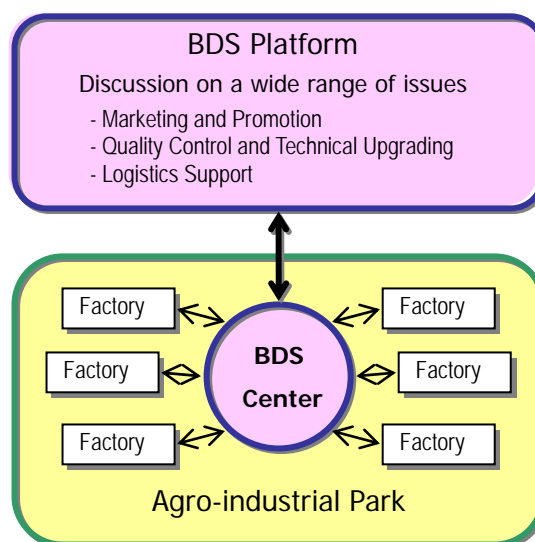 BDS Platform
Discussion on a wide range of issues
- Marketing and Promotion
- Quality Control and Technical Upgrading
- Logistics Support
Factory
Factory
Factory
BDS
Center
Factory
Factory
Factory
Agro-industrial Park